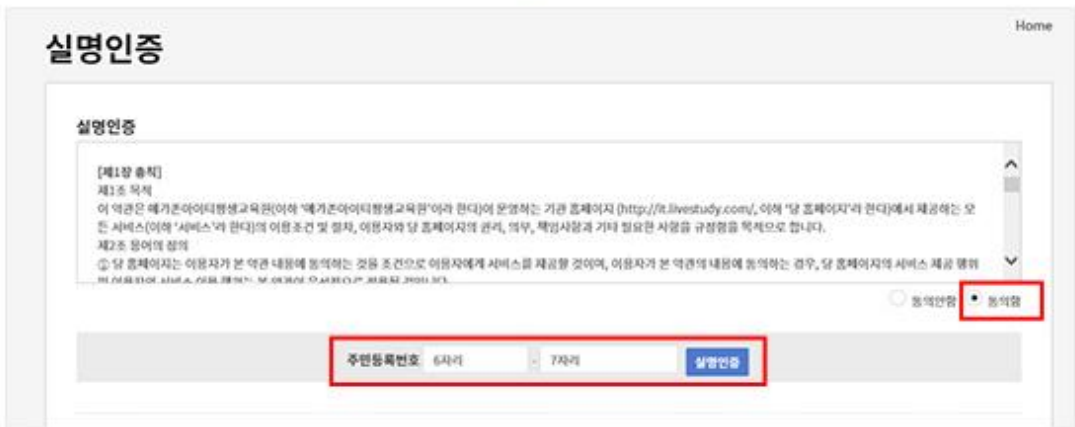 Home
실명인증
실명인증
[제1장 총칙]
제1조 목적
이 약관은 메가존아이티평생교육원(이하 '메가존아이티평생교육원'이라 한다)이 운영하는 기관 홈페이지 (http://it.livestudy.com/, 이하 '당 홈페이지'라 한다)에서 제공하는 모
든 서비스(이하 '서비스'라 한다)의 이용조건 및 절차, 이용자와 당 홈페이지의 권리, 의무, 책임사항과 기타 필요한 사항을 규정함을 목적으로 합니다.
제2조 용어의 정의
① 당 홈페이지는 이용자가 본 약관 내용에 동의하는 것을 조건으로 이용자에게 서비스를 제공할 것이며, 이용자가 본 약관의 내용에 동의하는 경우, 당 홈페이지의 서비스 제공 행위
동의안함 동의함
주민등록번호 6자리 - 7자리 실명인증